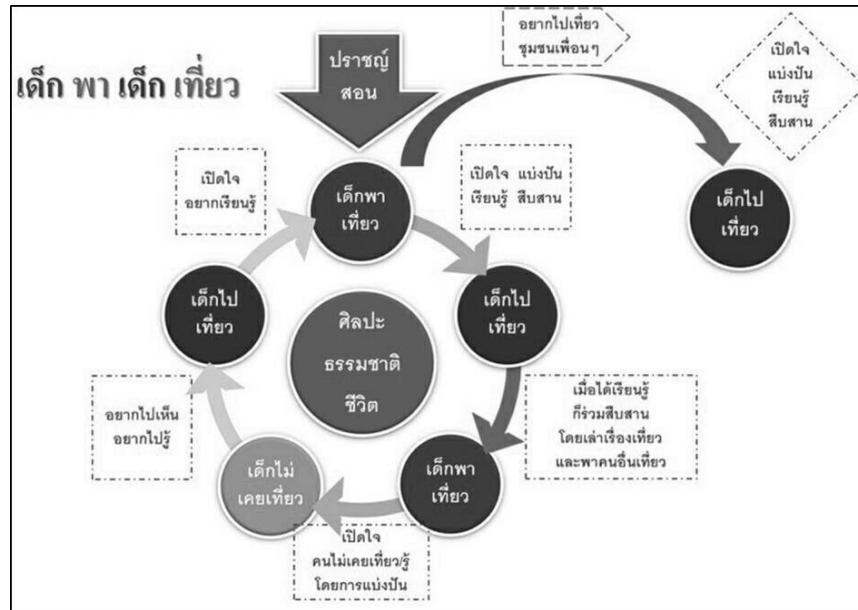 เด็ก พา เด็ก เที่ยว
ปราชญ์
สอน
อยากไปเที่ยว
ชุมชนเพื่อนๆ
เปิดใจ
แบ่งปัน
เรียนรู้
สืบสาน
เปิดใจ
อยากเรียนรู้
เด็กพา
เที่ยว
เปิดใจ แบ่งปัน
เรียนรู้ สืบสาน
เด็กไป
เที่ยว
เด็กไป
เที่ยว
ศิลปะ
ธรรมชาติ
ชีวิต
เด็กไป
เที่ยว
อยากไปเห็น
อยากไปรู้
เมื่อได้เรียนรู้
ก็ร่วมสืบสาน
โดยเล่าเรื่องเที่ยว
และพาคนอื่นเที่ยว
เด็กไม่
เคยเที่ยว
เด็กพา
เที่ยว
เปิดใจ
คนไม่เคยเที่ยว/รู้
โดยการแบ่งปัน